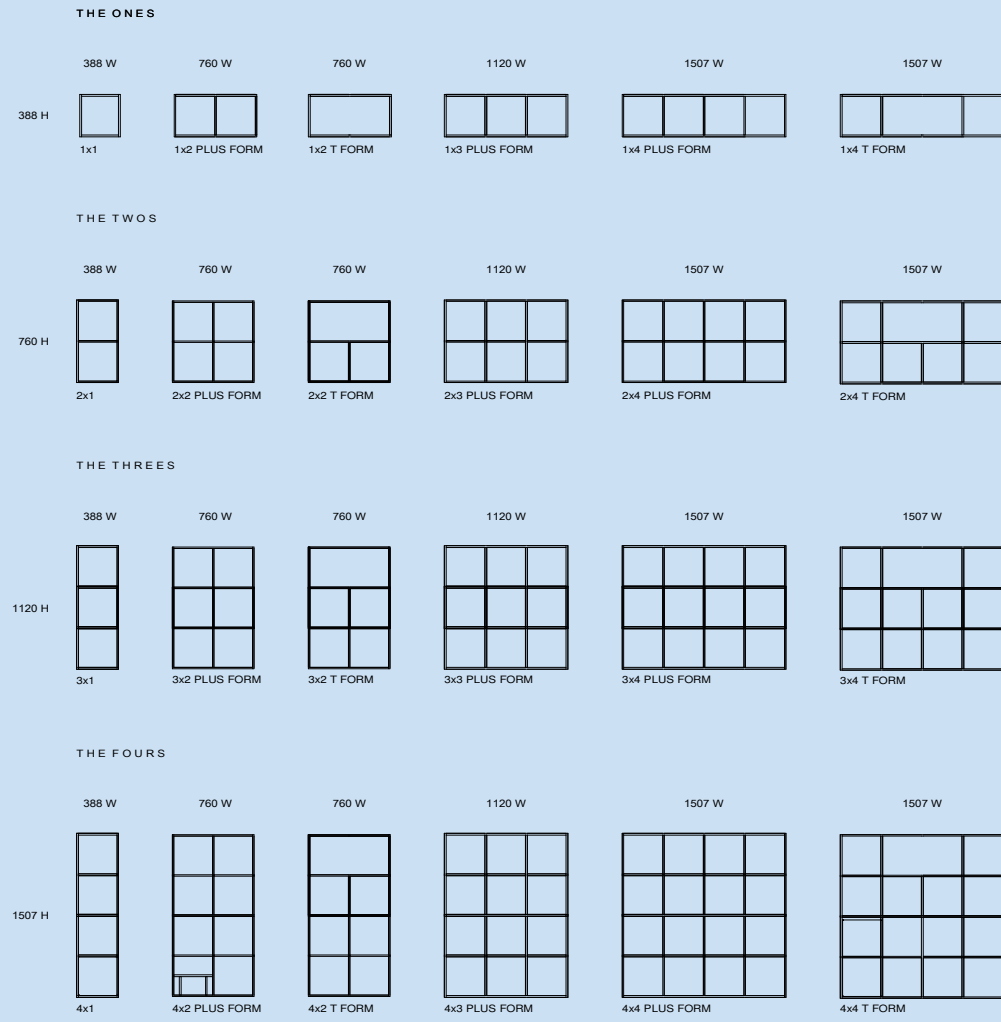 THE ONES
388 W 760 W 760 W 1120 W 1507 W 1507 W
388 H
1x1 1x2 PLUS FORM 1x2 T FORM 1x3 PLUS FORM 1x4 PLUS FORM 1x4 T FORM
THE TWOS
388 W 760 W 760 W 1120 W 1507 W 1507 W
760 H
2x1 2x2 PLUS FORM 2x2 T FORM 2x3 PLUS FORM 2x4 PLUS FORM 2x4 T FORM
THE THREES
388 W 760 W 760 W 1120 W 1507 W 1507 W
1120 H
3x1 3x2 PLUS FORM 3x2 T FORM 3x3 PLUS FORM 3x4 PLUS FORM 3x4 T FORM
THE FOURS
388 W 760 W 760 W 1120 W 1507 W 1507 W
1507 H
4x1 4x2 PLUS FORM 4x2 T FORM 4x3 PLUS FORM 4x4 PLUS FORM 4x4 T FORM